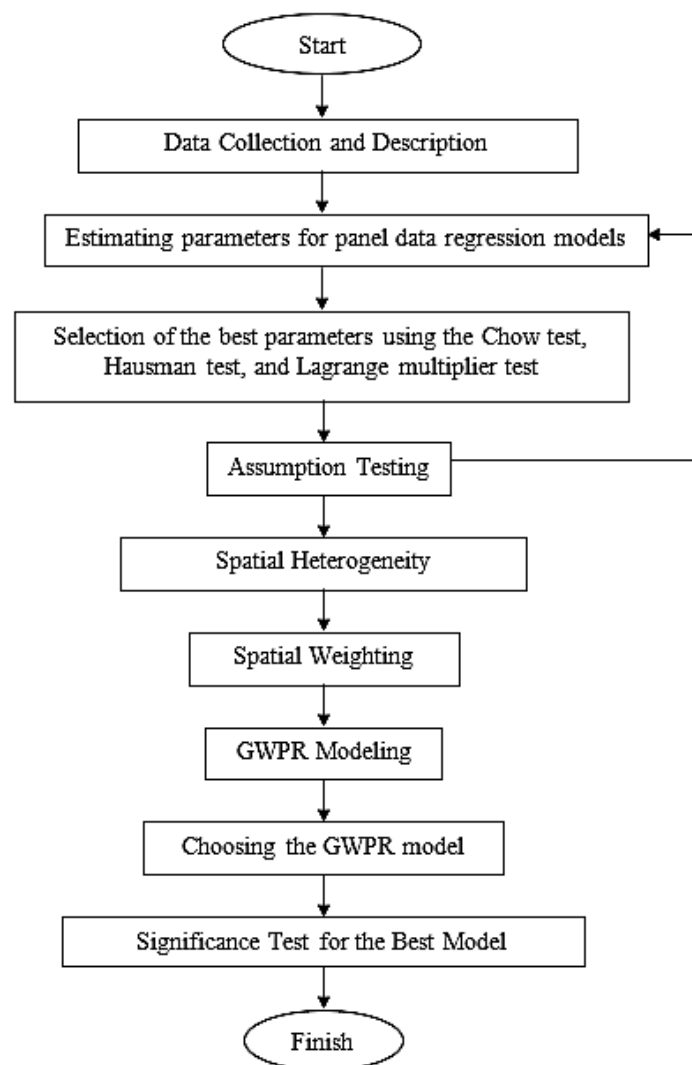 Start
Data Collection and Description
Estimating parameters for panel data regression models
Selection of the best parameters using the Chow test,
Hausman test, and Lagrange multiplier test
Assumption Testing
Spatial Heterogeneity
Spatial Weighting
GWPR Modeling
Choosing the GWPR model
Significance Test for the Best Model
Finish